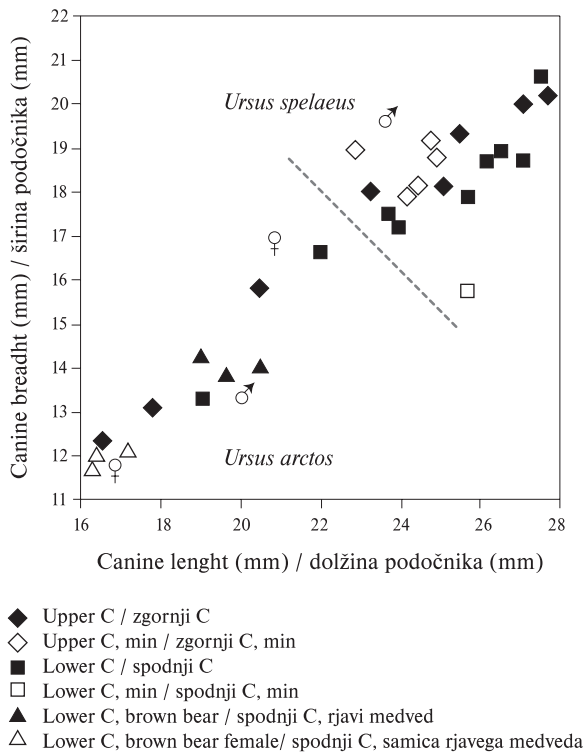 22
21
20
19
18
17
16
15
14
13
12
11
Canine breadht (mm) / širina podočnika (mm)
Ursus spelaeus
♂
♀
♂
Ursus arctos
♀
16 18 20 22 24 26 28
Canine lenght (mm) / dolžina podočnika (mm)
Upper C / zgornji C
Upper C, min / zgornji C, min
Lower C / spodnji C
Lower C, min / spodnji C, min
Lower C, brown bear / spodnji C, rjavi medved
Lower C, brown bear female/ spodnji C, samica rjavega medveda